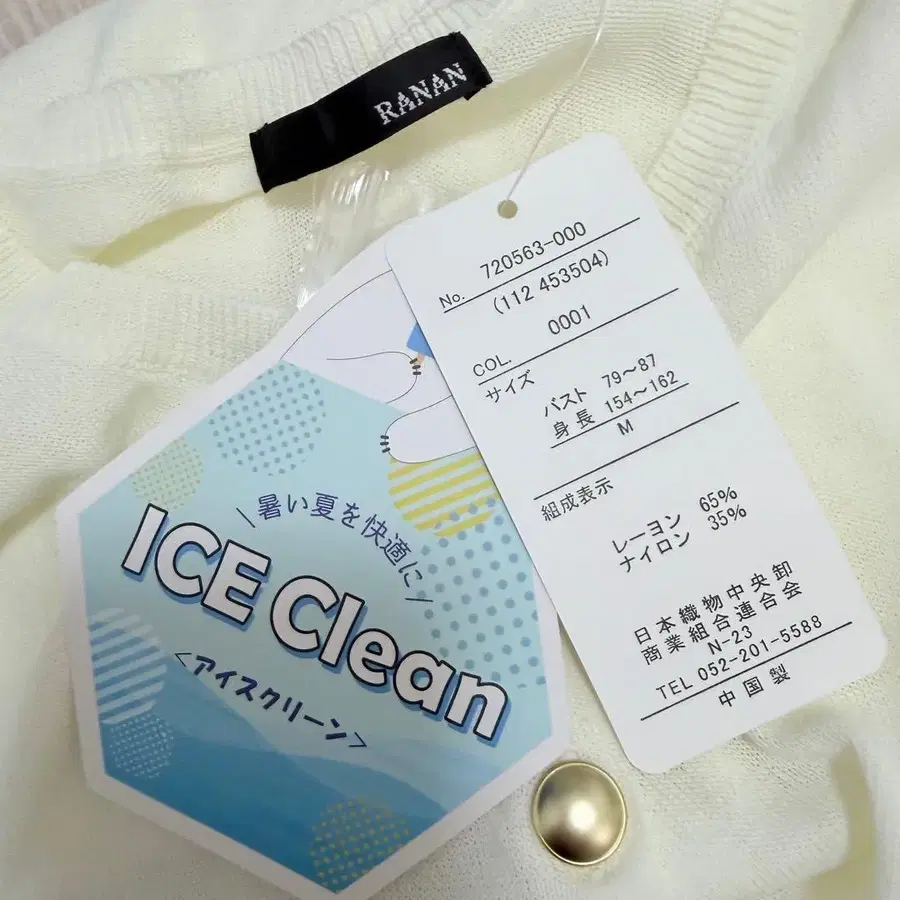 RANAN
No. 720563-000
(112 453504)
COL. 0001
サイズ
バスト 79～87
身長 154～162
M
組成表示
レーヨン 65%
ナイロン 35%
日本織物中央卸
商業組合連合会
N-23
TEL 052-201-5588
中国製
\暑い夏を快適に/
ICE Clean
<アイスクリーン>